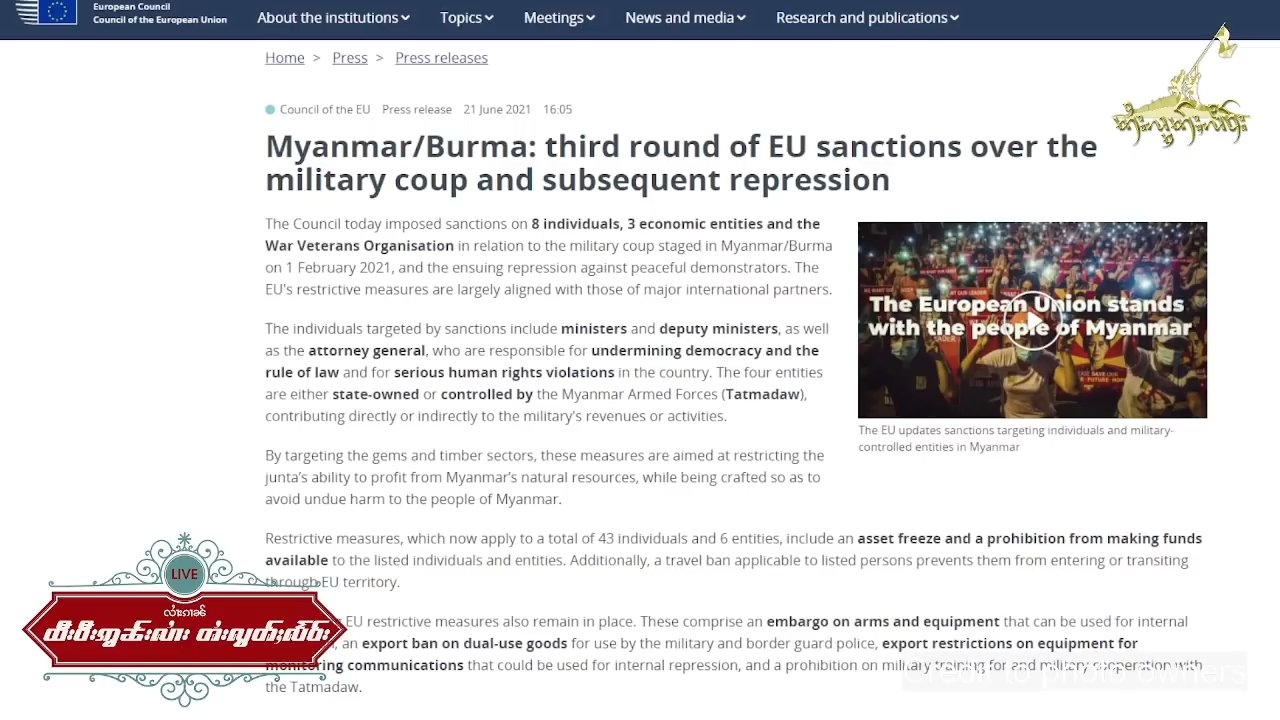 European Council
Council of the European Union
About the institutions
Topics
Meetings
News and media
Research and publications
Home > Press > Press releases
Council of the EU Press release 21 June 2021 16:05
Myanmar/Burma: third round of EU sanctions over the
military coup and subsequent repression
The Council today imposed sanctions on 8 individuals, 3 economic entities and the
War Veterans Organisation in relation to the military coup staged in Myanmar/Burma
on 1 February 2021, and the ensuing repression against peaceful demonstrators. The
EU's restrictive measures are largely aligned with those of major international partners.
The individuals targeted by sanctions include ministers and deputy ministers, as well
as the attorney general, who are responsible for undermining democracy and the
rule of law and for serious human rights violations in the country. The four entities
are either state-owned or controlled by the Myanmar Armed Forces (Tatmadaw),
contributing directly or indirectly to the military's revenues or activities.
By targeting the gems and timber sectors, these measures are aimed at restricting the
junta's ability to profit from Myanmar's natural resources, while being crafted so as to
avoid undue harm to the people of Myanmar.
The European Union stands
with the people of Myanmar
The EU updates sanctions targeting individuals and military-
controlled entities in Myanmar
Restrictive measures, which now apply to a total of 43 individuals and 6 entities, include an asset freeze and a prohibition from making funds
available to the listed individuals and entities. Additionally, a travel ban applicable to listed persons prevents them from entering or transiting
through EU territory.
EU restrictive measures also remain in place. These comprise an embargo on arms and equipment that can be used for internal
an export ban on dual-use goods for use by the military and border guard police, export restrictions on equipment for
monitoring communications that could be used for internal repression, and a prohibition on military training for and military cooperation with
the Tatmadaw.
LIVE
Credit to photo owners